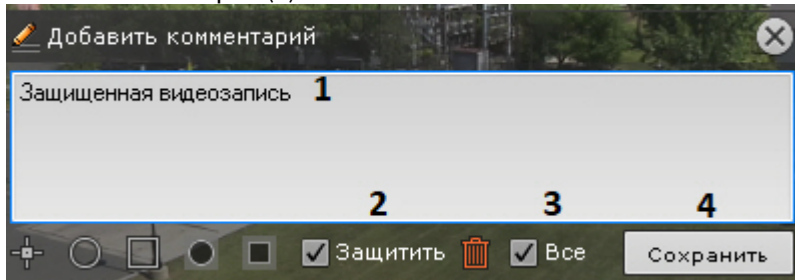 Добавить комментарий
Защищенная видеозапись 1
2 3 4
Защитить Все Сохранить